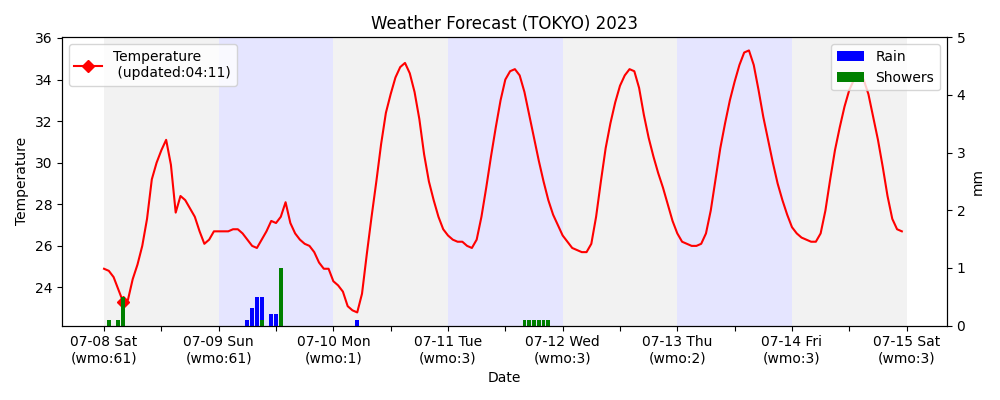 Weather Forecast (TOKYO) 2023
Temperature
(updated:04:11)
Rain
Showers
Temperature
36
34
32
30
28
26
24
5
4
3
2
1
0
mm
07-08 Sat
(wmo:61)
07-09 Sun
(wmo:61)
07-10 Mon
(wmo:1)
07-11 Tue
(wmo:3)
07-12 Wed
(wmo:3)
07-13 Thu
(wmo:2)
07-14 Fri
(wmo:3)
07-15 Sat
(wmo:3)
Date